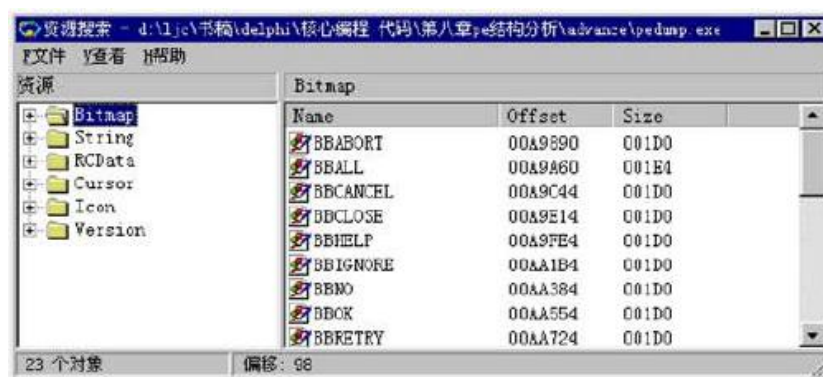 资源搜索 - d:\ljc\书稿\delphi\核心编程 代码\第八章pe结构分析\advance\pedump.exe
F文件 V查看 H帮助
资源
Bitmap
Bitmap
String
RCData
Cursor
Icon
Version
Name Offset Size
BBABORT 00A9890 001D0
BBALL 00A9A60 001E4
BBCANCEL 00A9C44 001D0
BBCLOSE 00A9E14 001D0
BBHELP 00A9FE4 001D0
BBIGNORE 00AA1B4 001D0
BBNO 00AA384 001D0
BBOK 00AA554 001D0
BBRETRY 00AA724 001D0
23 个对象 偏移: 98